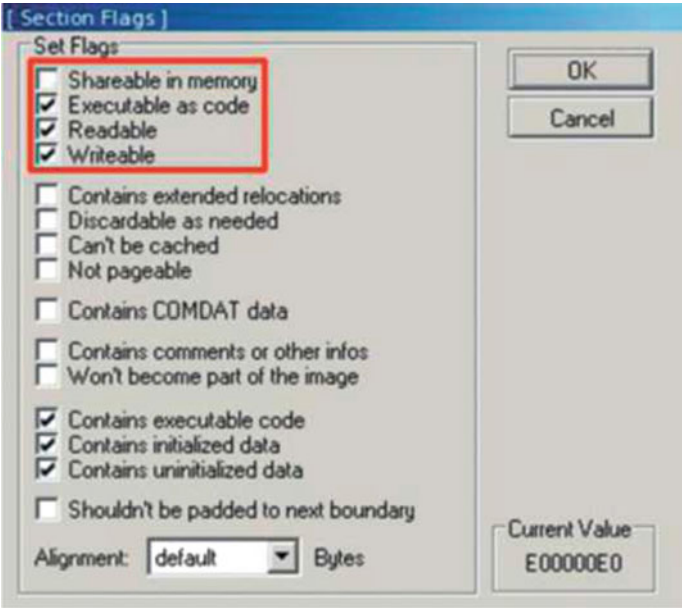 [ Section Flags ]
Set Flags
Shareable in memory
Executable as code
Readable
Writeable
Contains extended relocations
Discardable as needed
Can't be cached
Not pageable
Contains COMDAT data
Contains comments or other infos
Won't become part of the image
Contains executable code
Contains initialized data
Contains uninitialized data
Shouldn't be padded to next boundary
Alignment: default Bytes
OK
Cancel
Current Value
E00000E0